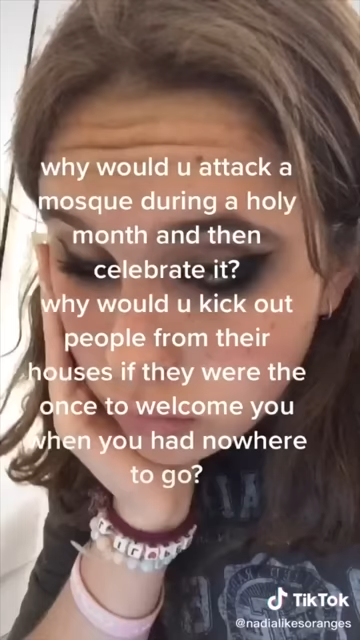 why would u attack a
mosque during a holy
month and then
celebrate it?
why would u kick out
people from their
houses if they were the
once to welcome you
when you had nowhere
to go?
TikTok
@nadialikesoranges